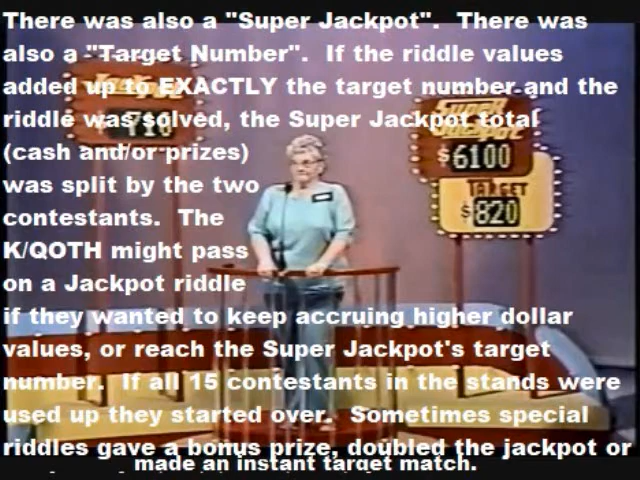 There was also a "Super Jackpot".  There was
also a "Target Number".  If the riddle values
added up to EXACTLY the target number and the
riddle was solved, the Super Jackpot total
(cash and/or prizes)
was split by the two
contestants.  The
K/QOTH might pass
on a Jackpot riddle
if they wanted to keep accruing higher dollar
values, or reach the Super Jackpot's target
number.  If all 15 contestants in the stands were
used up they started over.  Sometimes special
riddles gave a bonus prize, doubled the jackpot or
made an instant target match.
Jackpot
$710
Super
Jackpot
$6100
TARGET
$820